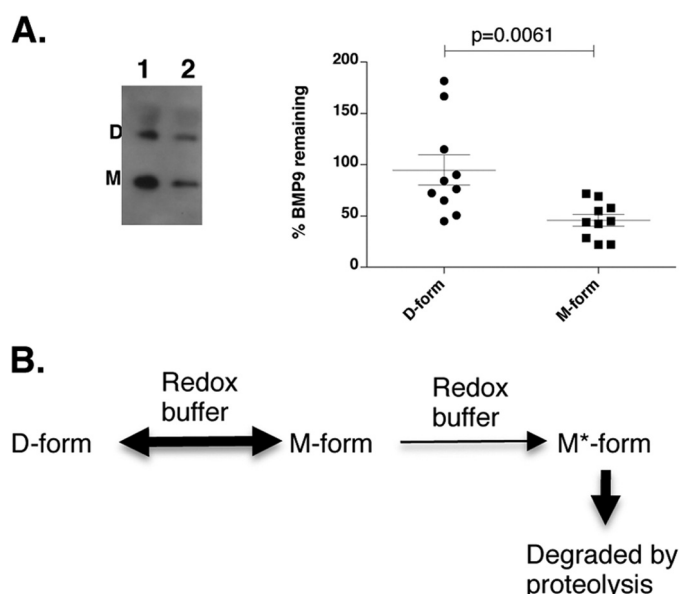 A.
1 2
D
M
p=0.0061
% BMP9 remaining
200
150
100
50
0
D-form
M-form
B.
Redox
buffer
Redox
buffer
D-form
M-form
M*-form
Degraded by
proteolysis